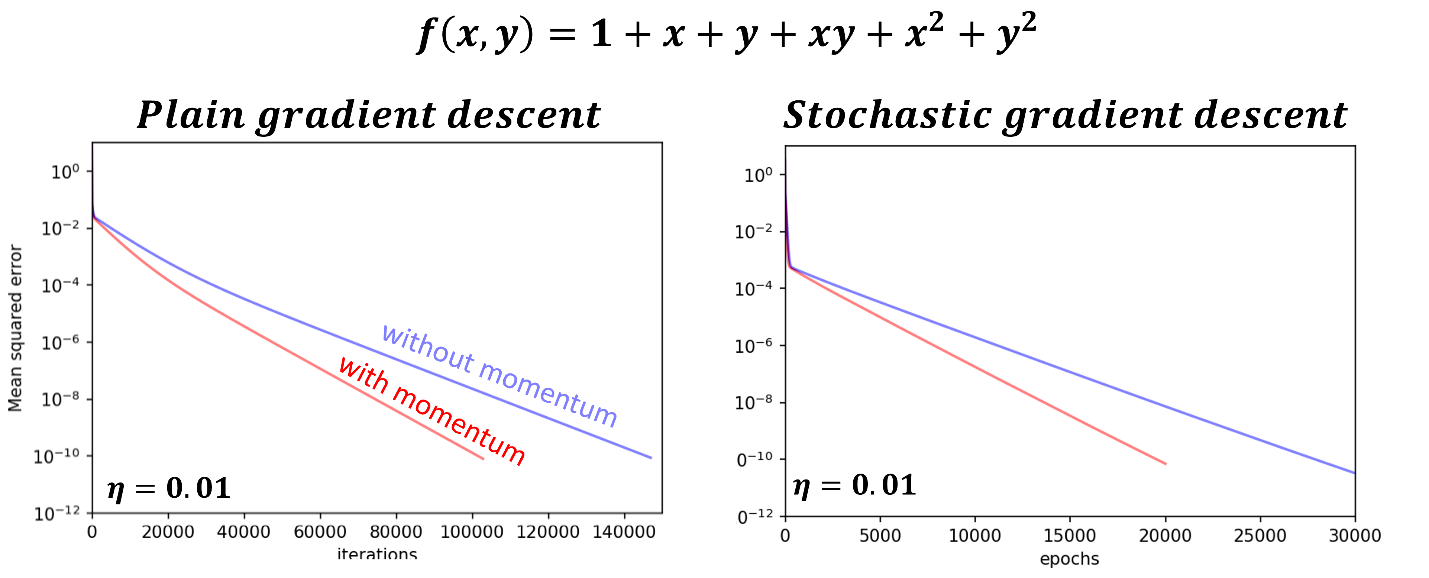 f(x, y) = 1 + x + y + xy + x² + y²
Plain gradient descent
Mean squared error
10⁰
10⁻²
10⁻⁴
10⁻⁶
10⁻⁸
10⁻¹⁰
10⁻¹²
without momentum
with momentum
η = 0.01
0 20000 40000 60000 80000 100000 120000 140000
iterations
Stochastic gradient descent
10⁰
10⁻²
10⁻⁴
10⁻⁶
10⁻⁸
0⁻¹⁰
0⁻¹²
η = 0.01
0 5000 10000 15000 20000 25000 30000
epochs